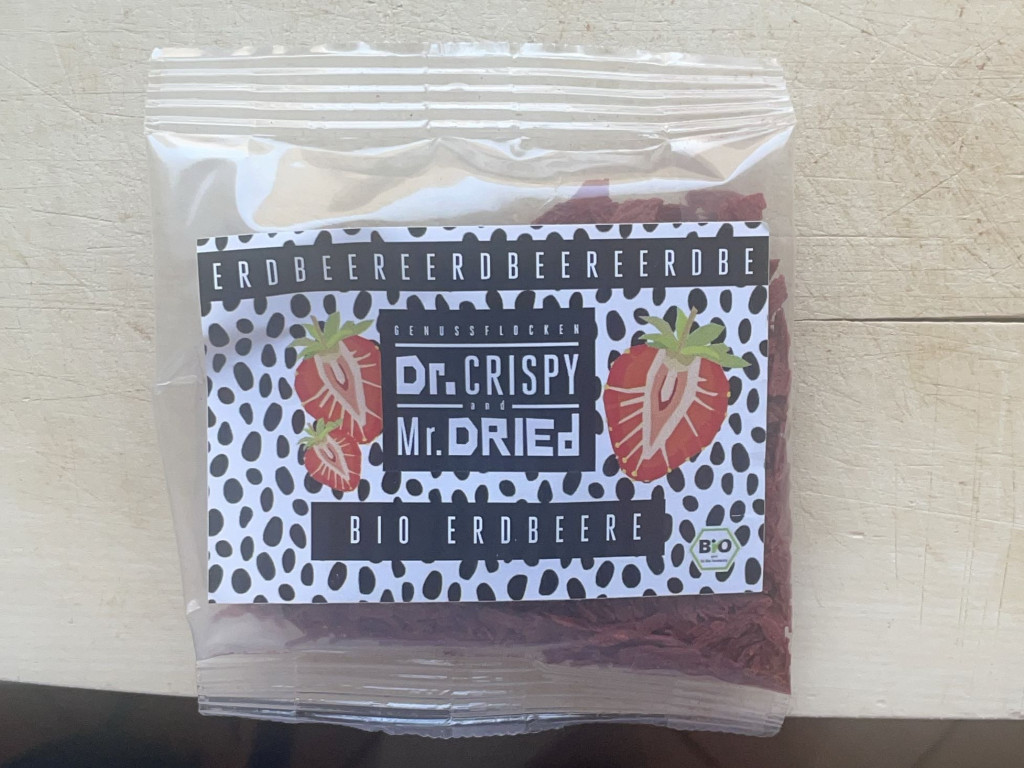 ERDBEEREERDBEEREERDBE
GENUSSFLOCKEN
Dr. CRISPY
and
Mr. DRIEd
BIO ERDBEERE
Bio